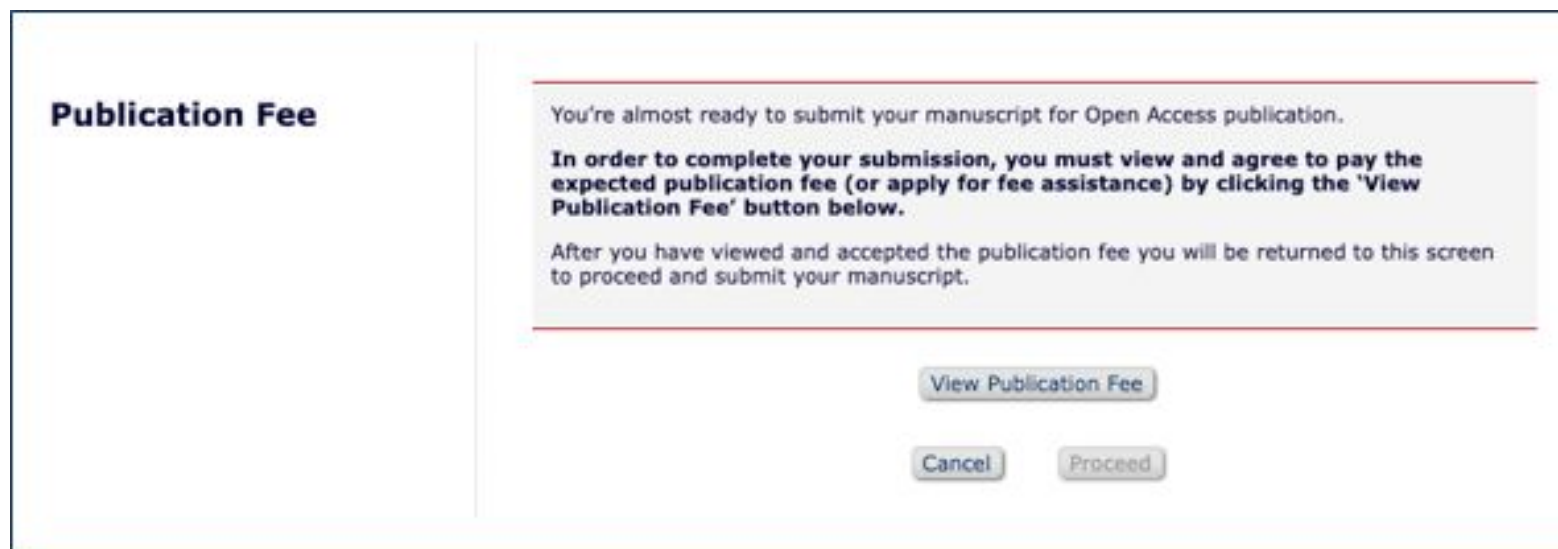 Publication Fee
You're almost ready to submit your manuscript for Open Access publication.
In order to complete your submission, you must view and agree to pay the
expected publication fee (or apply for fee assistance) by clicking the 'View
Publication Fee' button below.
After you have viewed and accepted the publication fee you will be returned to this screen
to proceed and submit your manuscript.
View Publication Fee
Cancel Proceed